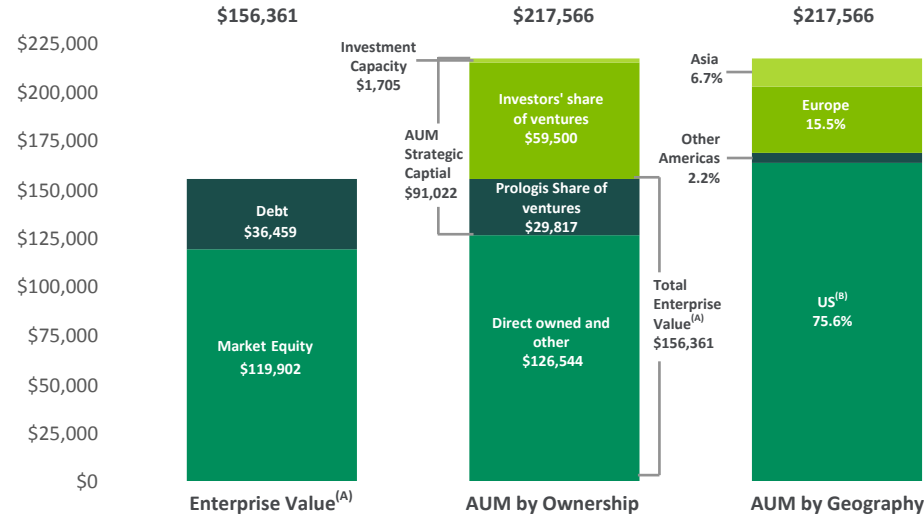 $156,361
$217,566
$217,566
$225,000
$200,000
$175,000
$150,000
$125,000
$100,000
$75,000
$50,000
$25,000
$0
Debt
$36,459
Market Equity
$119,902
Enterprise Value(A)
Investment
Capacity
$1,705
AUM
Strategic
Captial
$91,022
Investors' share
of ventures
$59,500
Prologis Share of
ventures
$29,817
Direct owned and
other
$126,544
Total
Enterprise
Value(A)
$156,361
AUM by Ownership
Asia
6.7%
Europe
15.5%
Other
Americas
2.2%
US(B)
75.6%
AUM by Geography